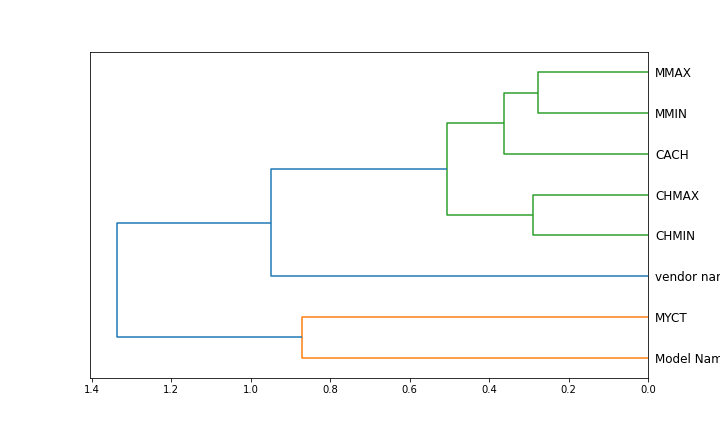 MMAX
MMIN
CACH
CHMAX
CHMIN
vendor nar
MYCT
Model Nam
1.4 1.2 1.0 0.8 0.6 0.4 0.2 0.0